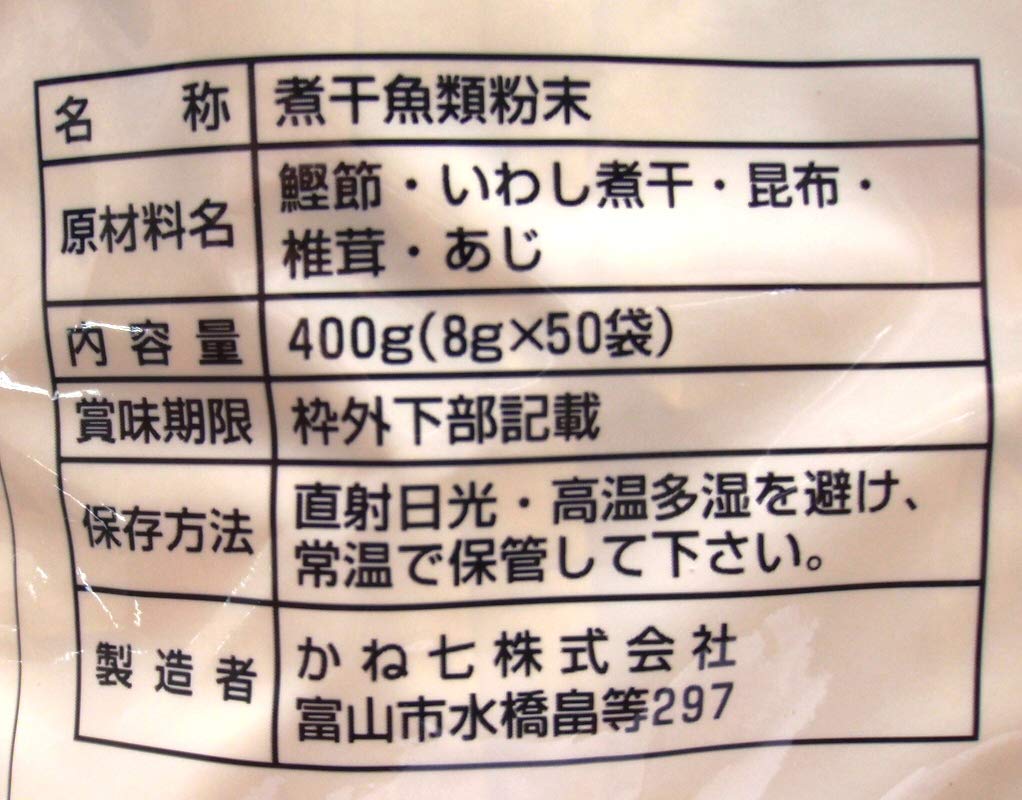 名称 煮干魚類粉末
原材料名 鰹節・いわし煮干・昆布・
椎茸・あじ
内容量 400g(8g×50袋)
賞味期限 枠外下部記載
保存方法 直射日光・高温多湿を避け、
常温で保管して下さい。
製造者 かね七株式会社
富山市水橋畠等297